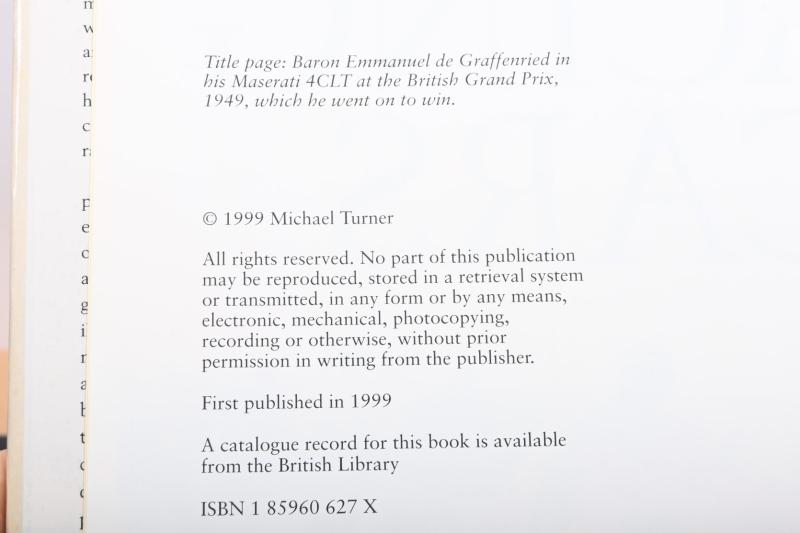 Title page: Baron Emmanuel de Graffenried in
his Maserati 4CLT at the British Grand Prix,
1949, which he went on to win.
© 1999 Michael Turner
All rights reserved. No part of this publication
may be reproduced, stored in a retrieval system
or transmitted, in any form or by any means,
electronic, mechanical, photocopying,
recording or otherwise, without prior
permission in writing from the publisher.
First published in 1999
A catalogue record for this book is available
from the British Library
ISBN 1 85960 627 X